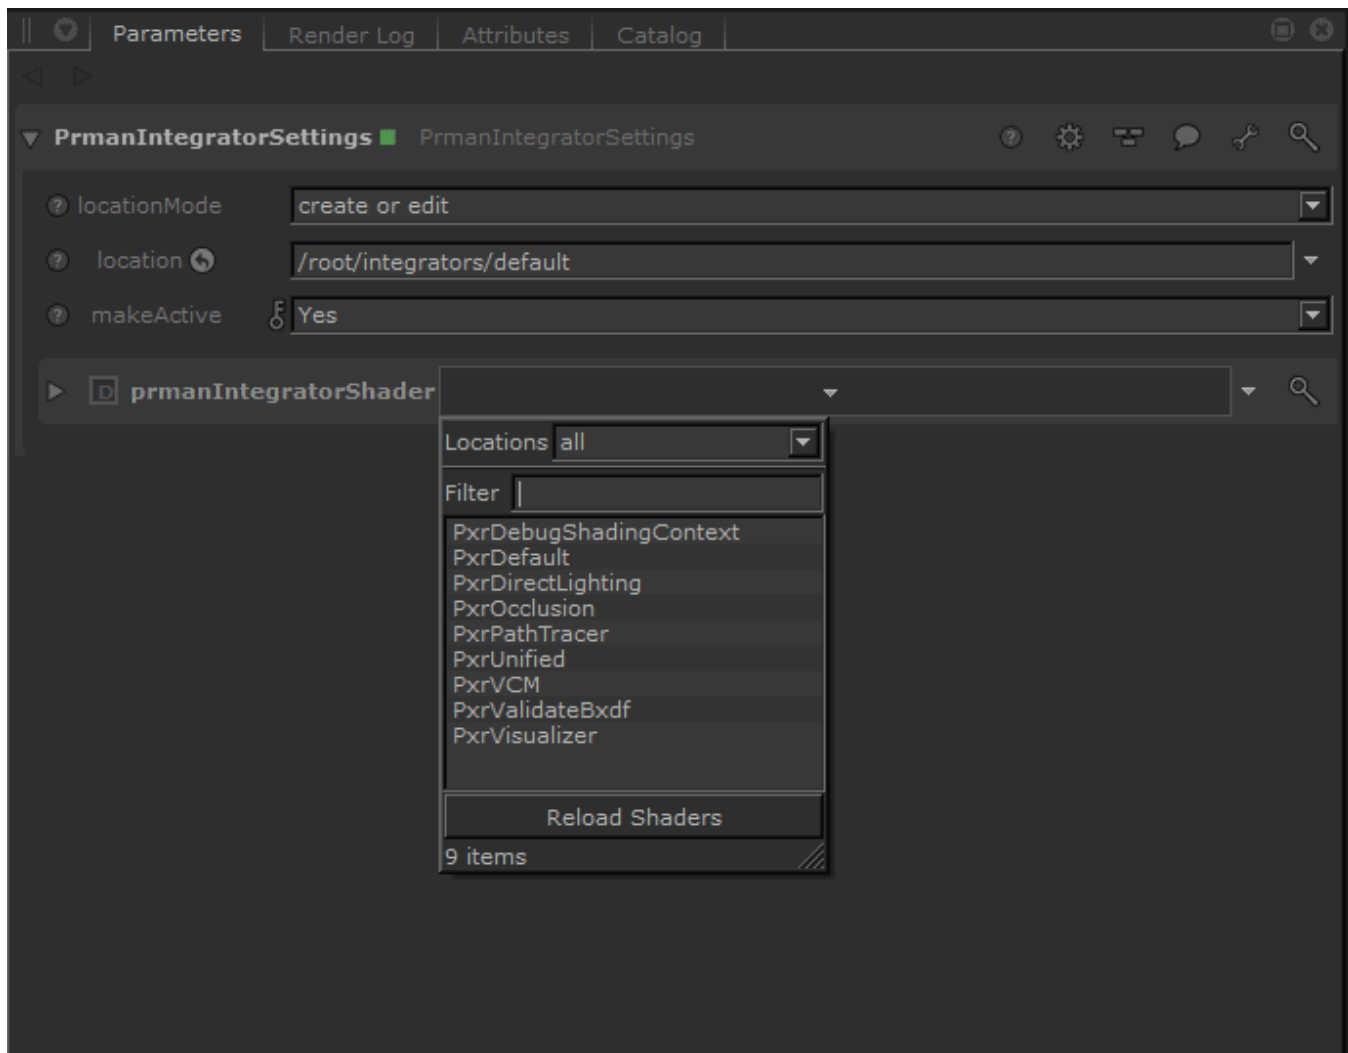 Parameters Render Log Attributes Catalog
PrmanIntegratorSettings PrmanIntegratorSettings
locationMode create or edit
location /root/integrators/default
makeActive Yes
D prmanIntegratorShader
Locations all
Filter
PxrDebugShadingContext
PxrDefault
PxrDirectLighting
PxrOcclusion
PxrPathTracer
PxrUnified
PxrVCM
PxrValidateBxdf
PxrVisualizer
Reload Shaders
9 items